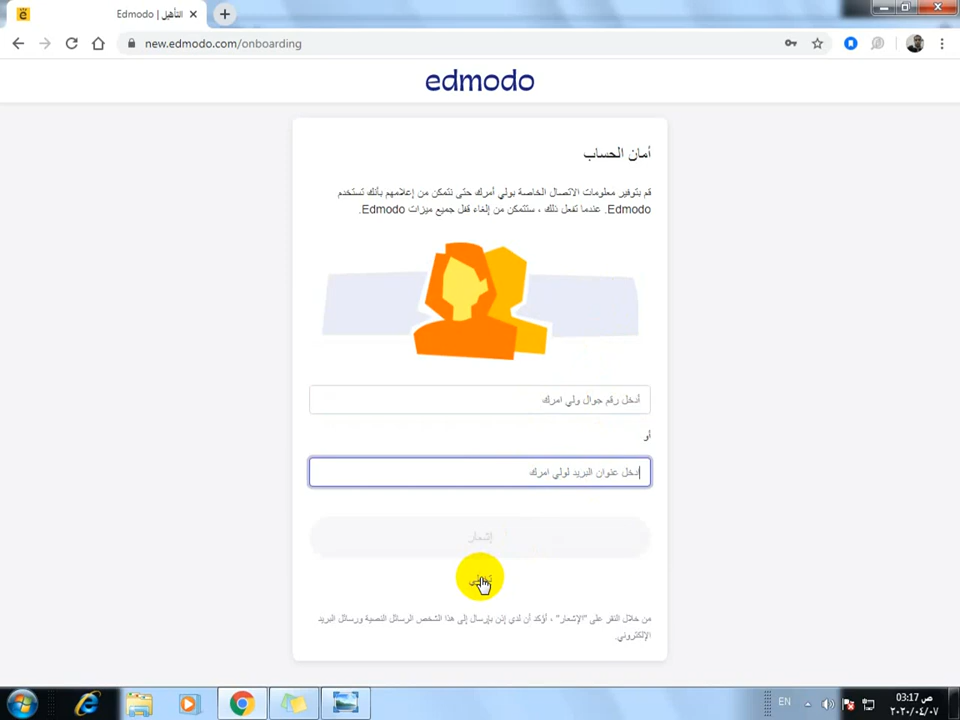 التأهيل | Edmodo
new.edmodo.com/onboarding
edmodo
أمان الحساب
قم بتوفير معلومات الاتصال الخاصة بولي أمرك حتى نتمكن من إعلامهم بأنك تستخدم
Edmodo. عندما تفعل ذلك ، ستتمكن من إلغاء قفل جميع ميزات Edmodo.
أدخل رقم جوال ولي امرك
أو
أدخل عنوان البريد لولي امرك
إشعار
من خلال النقر على "الإشعار" ، أؤكد أن لدي إذن بإرسال إلى هذا الشخص الرسائل النصية ورسائل البريد
الإلكتروني.
EN
03:17 ص
٢٠٢٠/٠٤/٠٧